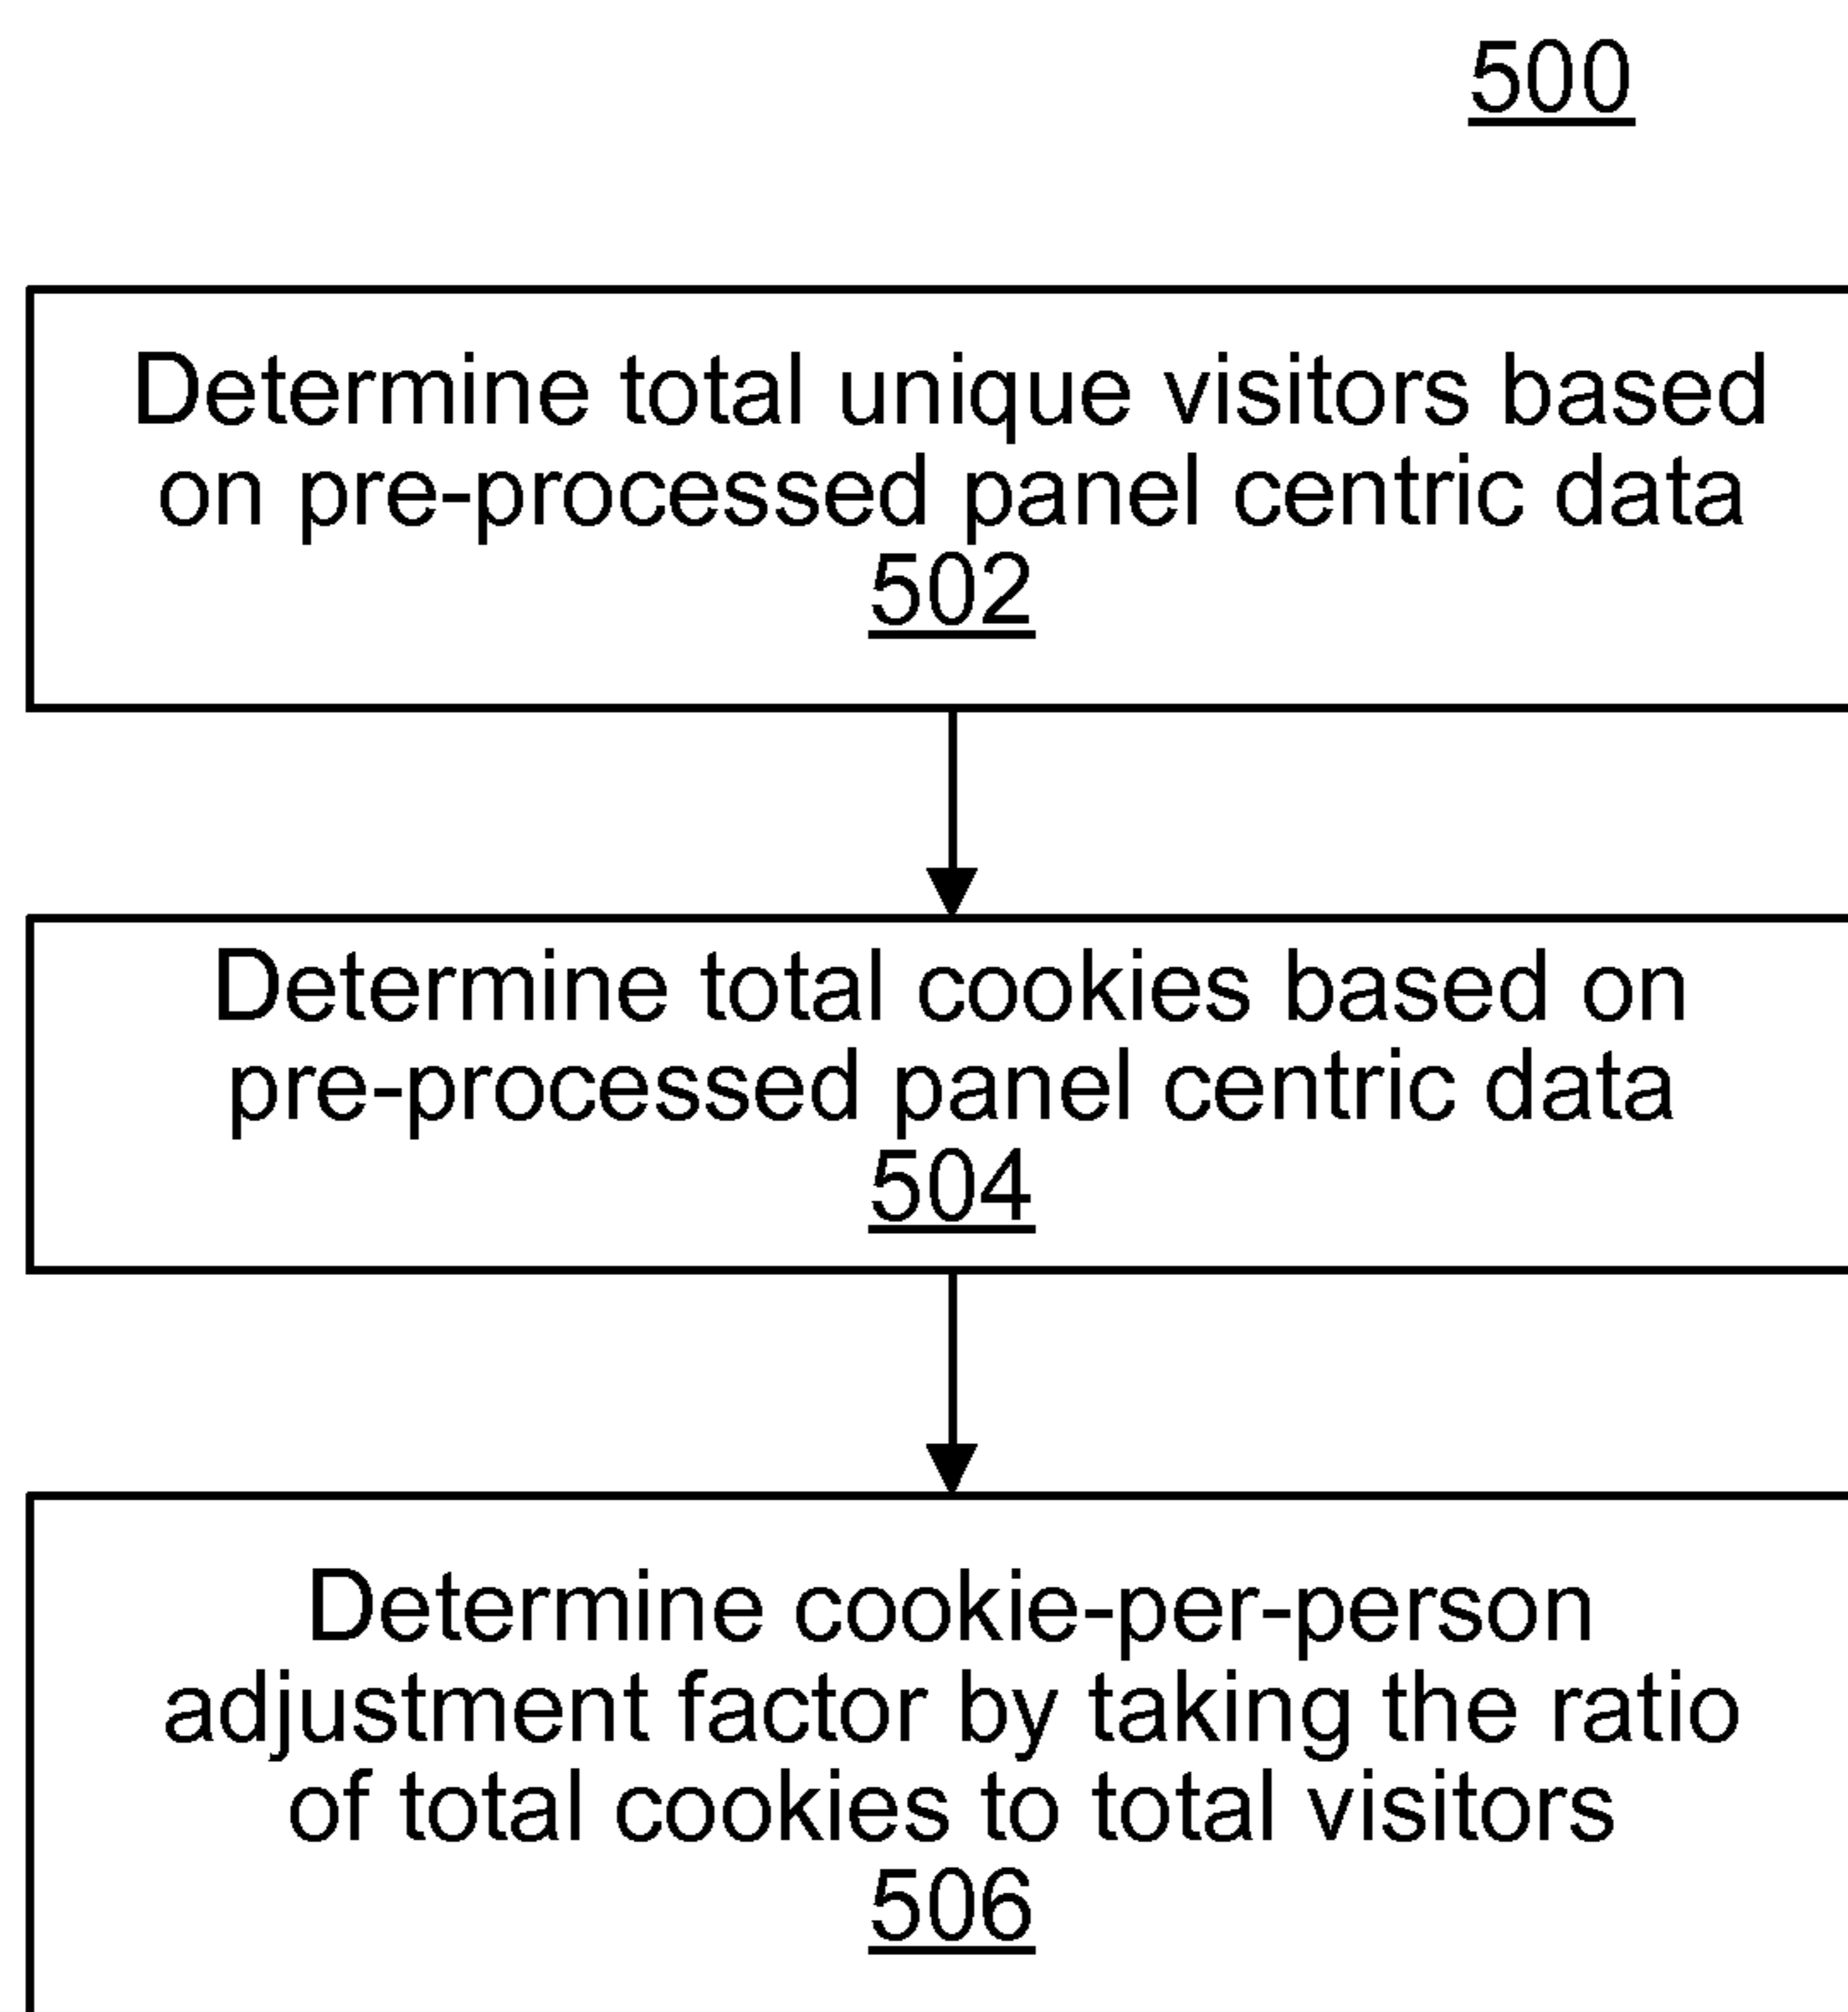 500
Determine total unique visitors based
on pre-processed panel centric data
502
Determine total cookies based on
pre-processed panel centric data
504
Determine cookie-per-person
adjustment factor by taking the ratio
of total cookies to total visitors
506